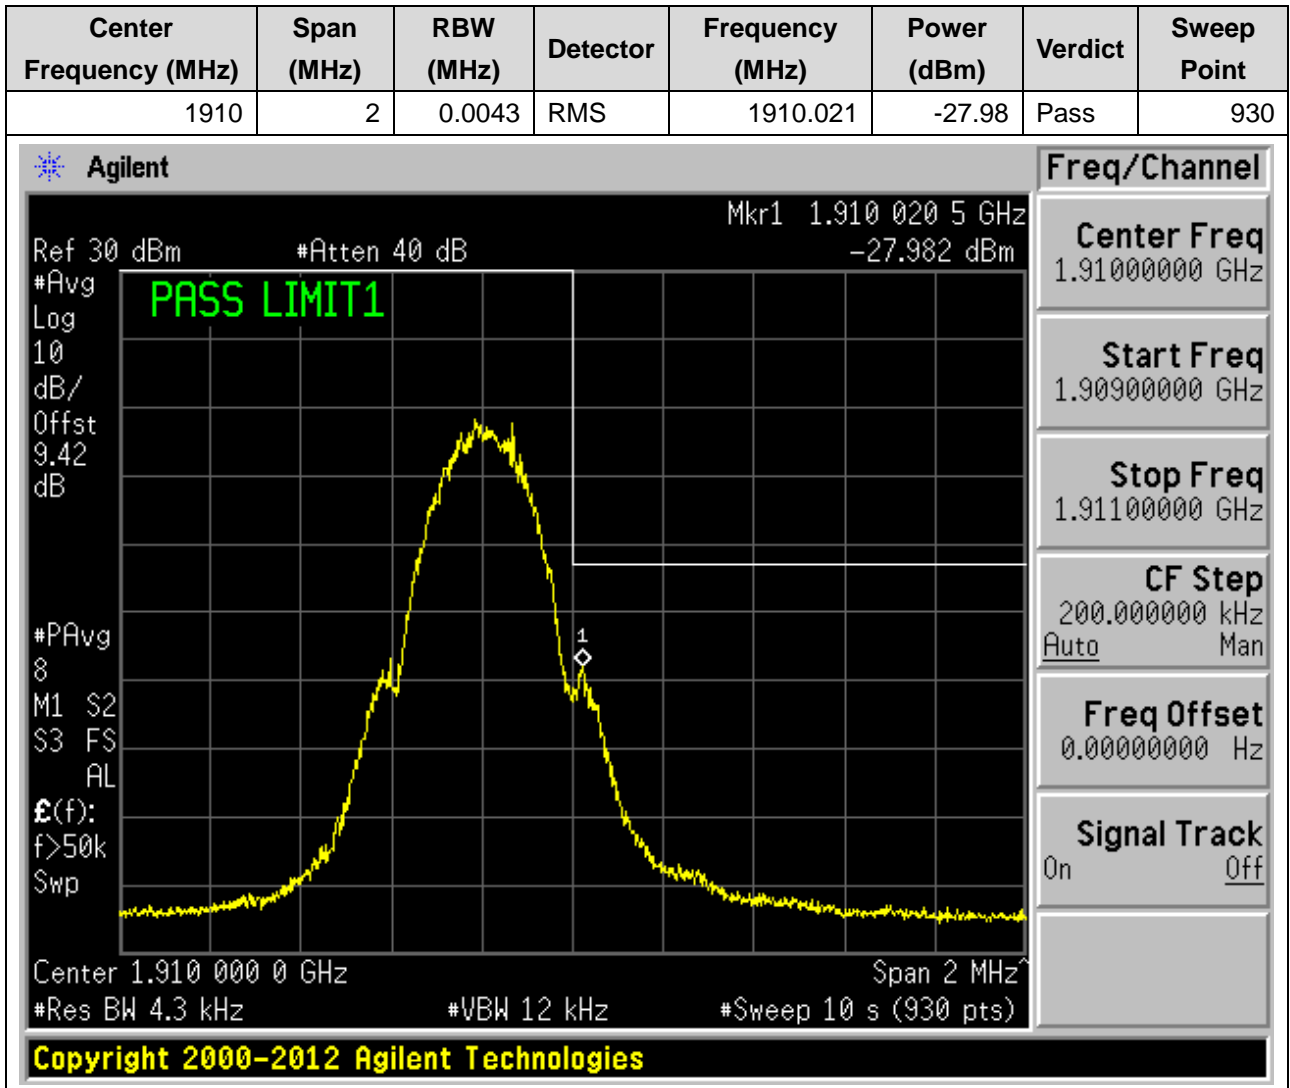 Center Frequency (MHz) Span (MHz) RBW (MHz) Detector Frequency (MHz) Power (dBm) Verdict Sweep Point
1910 2 0.0043 RMS 1910.021 -27.98 Pass 930
Agilent
Freq/Channel
Mkr1 1.910 020 5 GHz
Ref 30 dBm #Atten 40 dB -27.982 dBm
#Avg
Log
10
dB/
Offst
9.42
dB
PASS LIMIT1
1
#PAvg
8
M1 S2
S3 FS
AL
£(f):
f>50k
Swp
Center 1.910 000 0 GHz Span 2 MHz^
#Res BW 4.3 kHz #VBW 12 kHz #Sweep 10 s (930 pts)
Center Freq
1.91000000 GHz
Start Freq
1.90900000 GHz
Stop Freq
1.91100000 GHz
CF Step
200.000000 kHz
Auto Man
Freq Offset
0.00000000 Hz
Signal Track
On Off
Copyright 2000-2012 Agilent Technologies